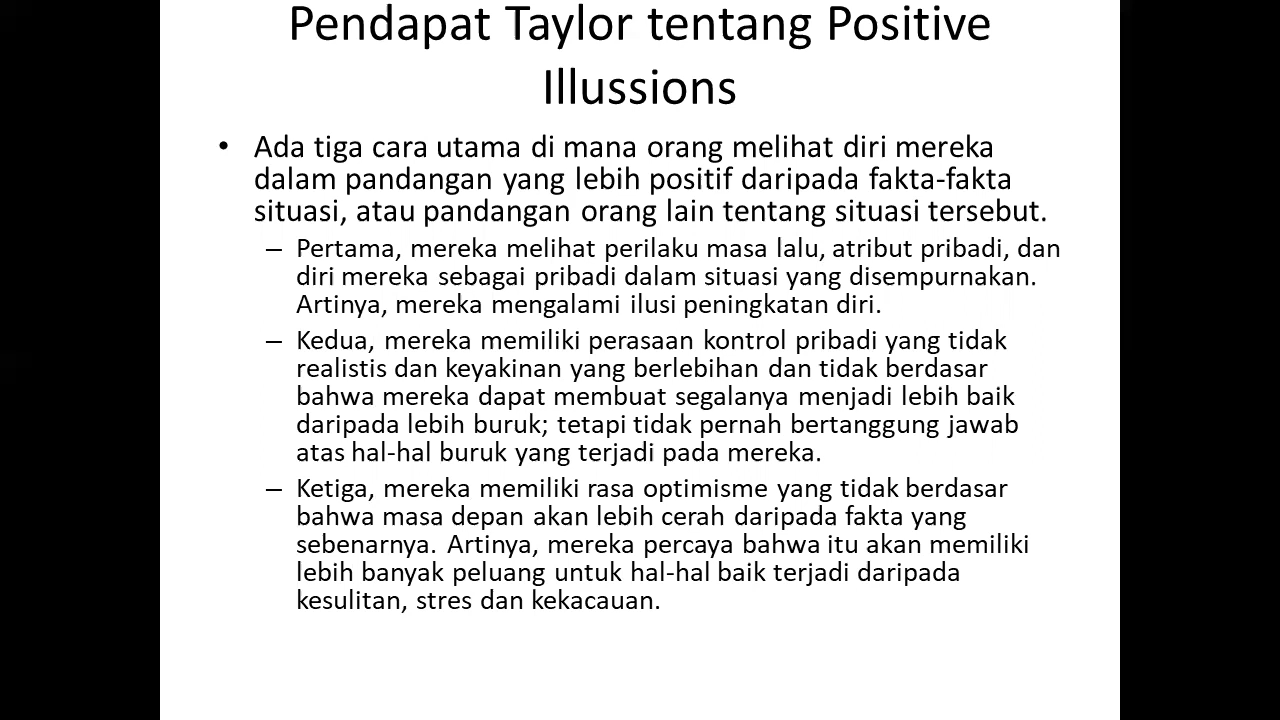 Pendapat Taylor tentang Positive
Illussions
• Ada tiga cara utama di mana orang melihat diri mereka
dalam pandangan yang lebih positif daripada fakta-fakta
situasi, atau pandangan orang lain tentang situasi tersebut.
– Pertama, mereka melihat perilaku masa lalu, atribut pribadi, dan
diri mereka sebagai pribadi dalam situasi yang disempurnakan.
Artinya, mereka mengalami ilusi peningkatan diri.
– Kedua, mereka memiliki perasaan kontrol pribadi yang tidak
realistis dan keyakinan yang berlebihan dan tidak berdasar
bahwa mereka dapat membuat segalanya menjadi lebih baik
daripada lebih buruk; tetapi tidak pernah bertanggung jawab
atas hal-hal buruk yang terjadi pada mereka.
– Ketiga, mereka memiliki rasa optimisme yang tidak berdasar
bahwa masa depan akan lebih cerah daripada fakta yang
sebenarnya. Artinya, mereka percaya bahwa itu akan memiliki
lebih banyak peluang untuk hal-hal baik terjadi daripada
kesulitan, stres dan kekacauan.